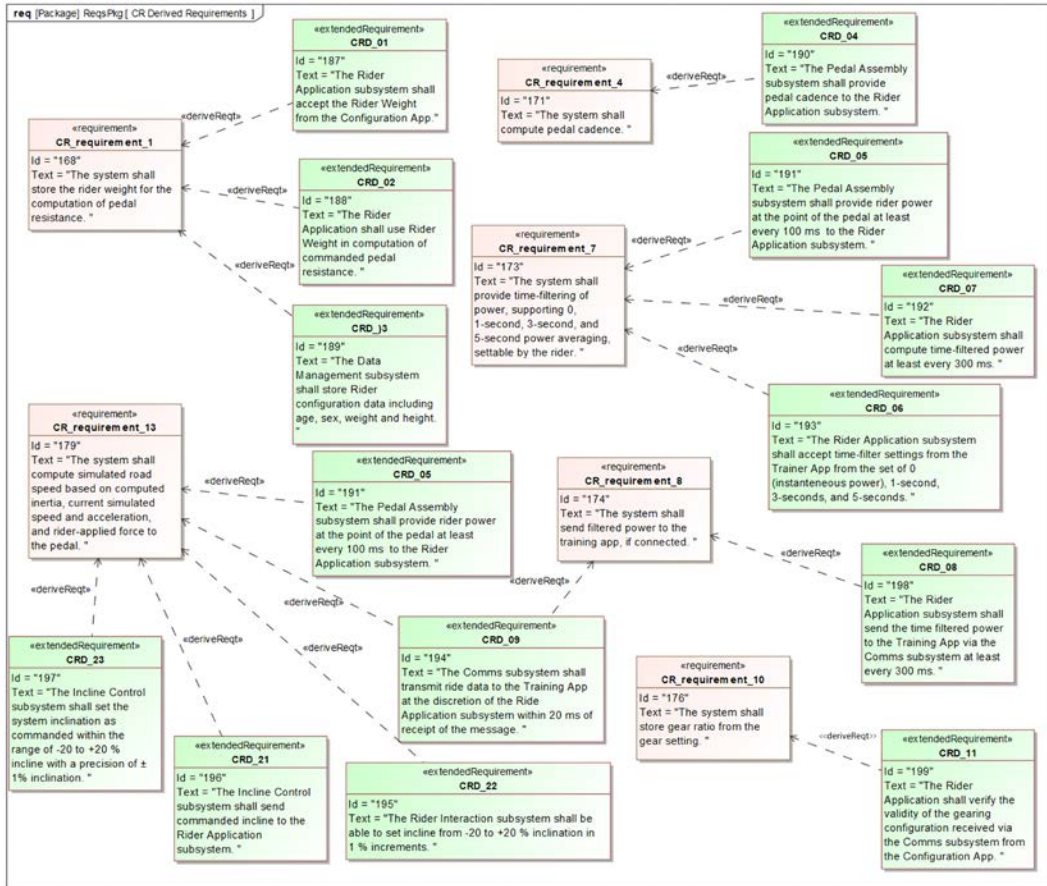 req [Package] ReqsPkg [ CR Derived Requirements ]
«extendedRequirement»
CRD_01
Id = "187"
Text = "The Rider
Application subsystem shall
accept the Rider Weight
from the Configuration App."
«deriveReqt»
«requirement»
CR_requirement_1
Id = "168"
Text = "The system shall
store the rider weight for the
computation of pedal
resistance. "
«deriveReqt»
«extendedRequirement»
CRD_02
Id = "188"
Text = "The Rider
Application shall use Rider
Weight in computation of
commanded pedal
resistance. "
«deriveReqt»
«extendedRequirement»
CRD_)3
Id = "189"
Text = "The Data
Management subsystem
shall store Rider
configuration data including
age, sex, weight and height.
"
«requirement»
CR_requirement_4
Id = "171"
Text = "The system shall
compute pedal cadence. "
«deriveReqt»
«extendedRequirement»
CRD_04
Id = "190"
Text = "The Pedal Assembly
subsystem shall provide
pedal cadence to the Rider
Application subsystem. "
«extendedRequirement»
CRD_05
Id = "191"
Text = "The Pedal Assembly
subsystem shall provide rider power
at the point of the pedal at least
every 100 ms  to the Rider
Application subsystem. "
«deriveReqt»
«requirement»
CR_requirement_7
Id = "173"
Text = "The system shall
provide time-filtering of
power, supporting 0,
1-second, 3-second, and
5-second power averaging,
settable by the rider. "
«deriveReqt»
«extendedRequirement»
CRD_07
Id = "192"
Text = "The Rider
Application subsystem shall
compute time-filtered power
at least every 300 ms. "
«deriveReqt»
«extendedRequirement»
CRD_06
Id = "193"
Text = "The Rider Application subsystem
shall accept time-filter settings from the
Trainer App from the set of 0
(instanteneous power), 1-second,
3-seconds, and 5-seconds. "
«requirement»
CR_requirement_13
Id = "179"
Text = "The system shall
compute simulated road
speed based on computed
inertia, current simulated
speed and acceleration,
and rider-applied force to
the pedal. "
«deriveReqt»
«extendedRequirement»
CRD_05
Id = "191"
Text = "The Pedal Assembly
subsystem shall provide rider power
at the point of the pedal at least
every 100 ms  to the Rider
Application subsystem. "
«requirement»
CR_requirement_8
Id = "174"
Text = "The system shall
send filtered power to the
training app, if connected. "
«deriveReqt»
«deriveReqt»
«extendedRequirement»
CRD_08
Id = "198"
Text = "The Rider
Application subsystem shall
send the time filtered power
to the Training App via the
Comms subsystem at least
every 300 ms. "
«deriveReqt»
«deriveReqt»
«deriveReqt»
«deriveReqt»
«extendedRequirement»
CRD_09
Id = "194"
Text = "The Comms subsystem shall
transmit ride data to the Training App
at the discretion of the Ride
Application subsystem within 20 ms of
receipt of the message. "
«extendedRequirement»
CRD_23
Id = "197"
Text = "The Incline Control
subsystem shall set the
system inclination as
commanded within the
range of -20 to +20 %
incline with a precision of ±
1% inclination. "
«extendedRequirement»
CRD_21
Id = "196"
Text = "The Incline Control
subsystem shall send
commanded incline to the
Rider Application
subsystem. "
«extendedRequirement»
CRD_22
Id = "195"
Text = "The Rider Interaction subsystem shall be
able to set incline from -20 to +20 % inclination in
1 % increments. "
«requirement»
CR_requirement_10
Id = "176"
Text = "The system shall
store gear ratio from the
gear setting. "
<<deriveReqt>>
«extendedRequirement»
CRD_11
Id = "199"
Text = "The Rider
Application shall verify the
validity of the gearing
configuration received via
the Comms subsystem from
the Configuration App. "